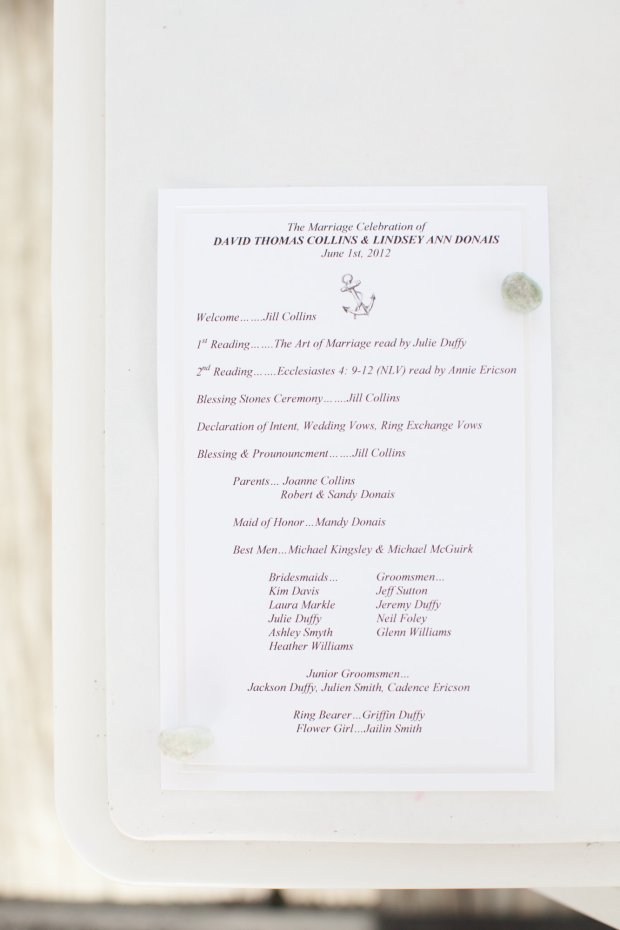 The Marriage Celebration of
DAVID THOMAS COLLINS & LINDSEY ANN DONAIS
June 1st, 2012
Welcome…….Jill Collins
1st Reading…….The Art of Marriage read by Julie Duffy
2nd Reading…….Ecclesiastes 4: 9-12 (NLV) read by Annie Ericson
Blessing Stones Ceremony…….Jill Collins
Declaration of Intent, Wedding Vows, Ring Exchange Vows
Blessing & Prounouncment…….Jill Collins
Parents… Joanne Collins
Robert & Sandy Donais
Maid of Honor…Mandy Donais
Best Men…Michael Kingsley & Michael McGuirk
Bridesmaids…
Kim Davis
Laura Markle
Julie Duffy
Ashley Smyth
Heather Williams
Groomsmen…
Jeff Sutton
Jeremy Duffy
Neil Foley
Glenn Williams
Junior Groomsmen…
Jackson Duffy, Julien Smith, Cadence Ericson
Ring Bearer…Griffin Duffy
Flower Girl…Jailin Smith